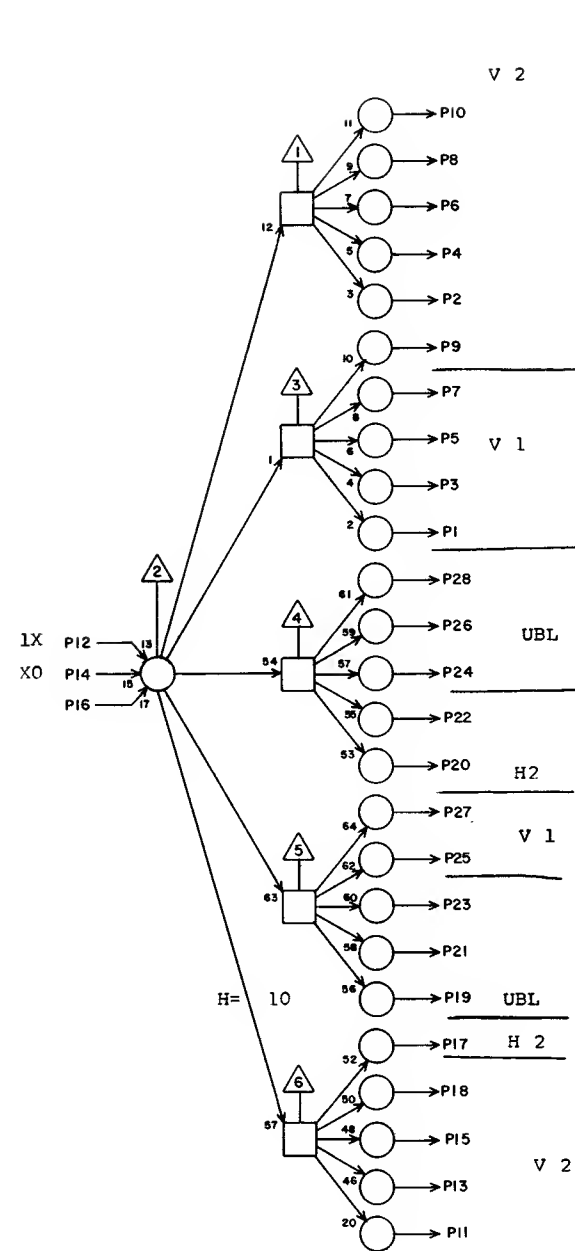 V 2
11 P10
1
9 P8
7 P6
12
5 P4
3 P2
10 P9
3
8 P7
1 6 P5 V 1
4 P3
2 P1
2
61 P28
4
59 P26 UBL
1X P12 13
X0 P14 15
54 57 P24
P16 17
55 P22
53 P20
H2
64 P27
5
V 1
62 P25
63 60 P23
58 P21
56 P19 UBL
H= 10
52 P17 H 2
6
50 P18
57 48 P15
46 P13
V 2
20 P11